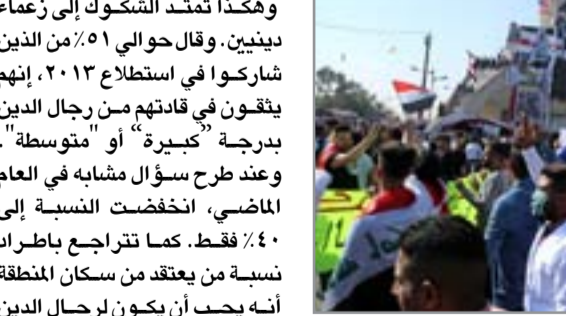 وهكذا تمتد الشكوك إلى زعماء
دينيين. وقال حوالي ٥١٪ من الذين
شاركوا في استطلاع ٢٠١٣، إنهم
يثقون في قادتهم من رجال الدين
بدرجة “كبيرة” أو "متوسطة".
وعند طرح سؤال مشابه في العام
الماضي، انخفضت النسبة إلى
٤٠٪ فقط. كما تتراجع باطراد
نسبة من يعتقد من سكان المنطقة
أنه يجب أن يكون لرجال الدين